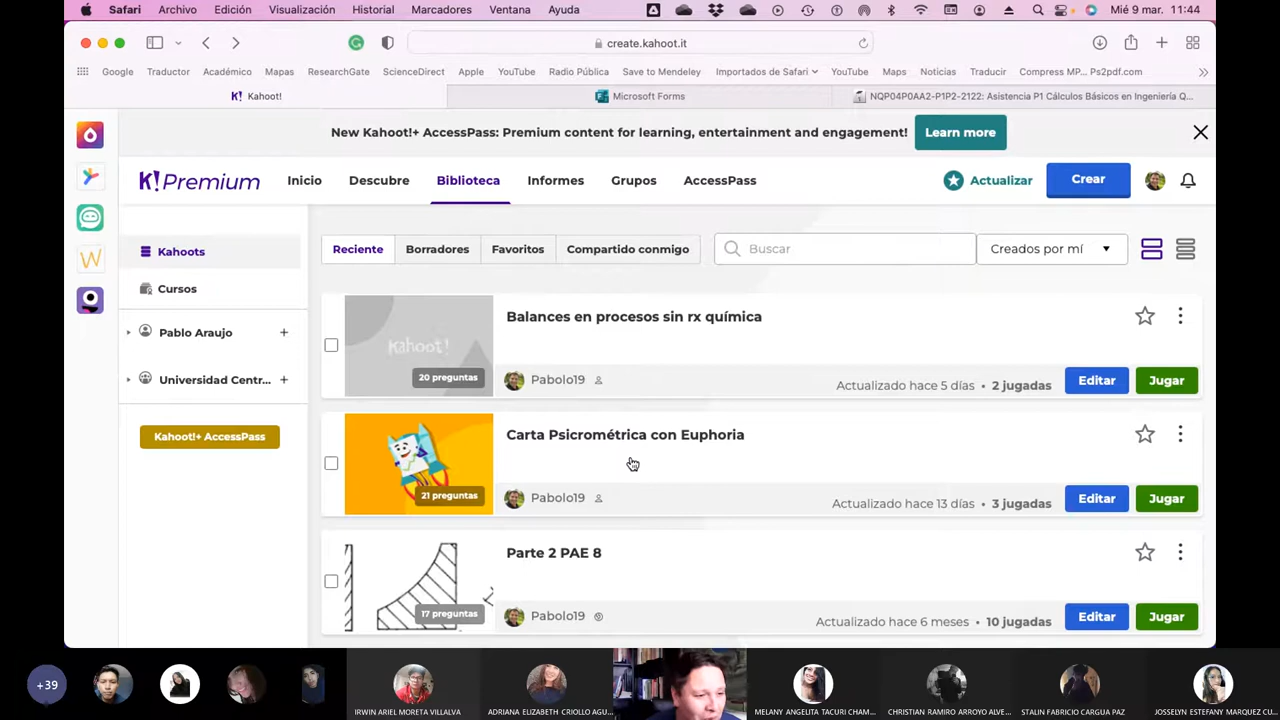 Safari Archivo Edición Visualización Historial Marcadores Ventana Ayuda Mié 9 mar. 11:44
create.kahoot.it
Google Traductor Académico Mapas ResearchGate ScienceDirect Apple YouTube Radio Pública Save to Mendeley Importados de Safari YouTube Maps Noticias Traducir Compress MP... Ps2pdf.com
K! Kahoot! Microsoft Forms NQP04P0AA2-P1P2-2122: Asistencia P1 Cálculos Básicos en Ingeniería Q...
New Kahoot!+ AccessPass: Premium content for learning, entertainment and engagement! Learn more
K!Premium Inicio Descubre Biblioteca Informes Grupos AccessPass Actualizar Crear
Kahoots
Cursos
Pablo Araujo +
Universidad Centr... +
Kahoot!+ AccessPass
Reciente Borradores Favoritos Compartido conmigo Buscar Creados por mí
Balances en procesos sin rx química
Kahoot!
20 preguntas
Pabolo19 Actualizado hace 5 días • 2 jugadas Editar Jugar
Carta Psicrométrica con Euphoria
21 preguntas
Pabolo19 Actualizado hace 13 días • 3 jugadas Editar Jugar
Parte 2 PAE 8
17 preguntas
Pabolo19 Actualizado hace 6 meses • 10 jugadas Editar Jugar
+39
IRWIN ARIEL MORETA VILLALVA ADRIANA ELIZABETH CRIOLLO AGU... MELANY ANGELITA TACURI CHAM... CHRISTIAN RAMIRO ARROYO ALVE... STALIN FABRICIO CARGUA PAZ JOSSELYN ESTEFANY MARQUEZ CU...